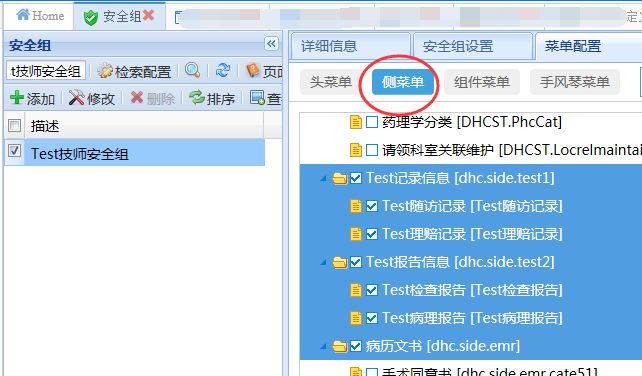 Home 安全组
安全组
t技师安全组 检索配置 页面
添加 修改 删除 排序 查
描述
Test技师安全组
详细信息 安全组设置 菜单配置
头菜单 侧菜单 组件菜单 手风琴菜单
药理学分类 [DHCST.PhcCat]
请领科室关联维护 [DHCST.LocreImaintai
Test记录信息 [dhc.side.test1]
Test随访记录 [Test随访记录]
Test理赔记录 [Test理赔记录]
Test报告信息 [dhc.side.test2]
Test检查报告 [Test检查报告]
Test病理报告 [Test病理报告]
病历文书 [dhc.side.emr]
手术同意书 [dhc.side.emr.cate51]